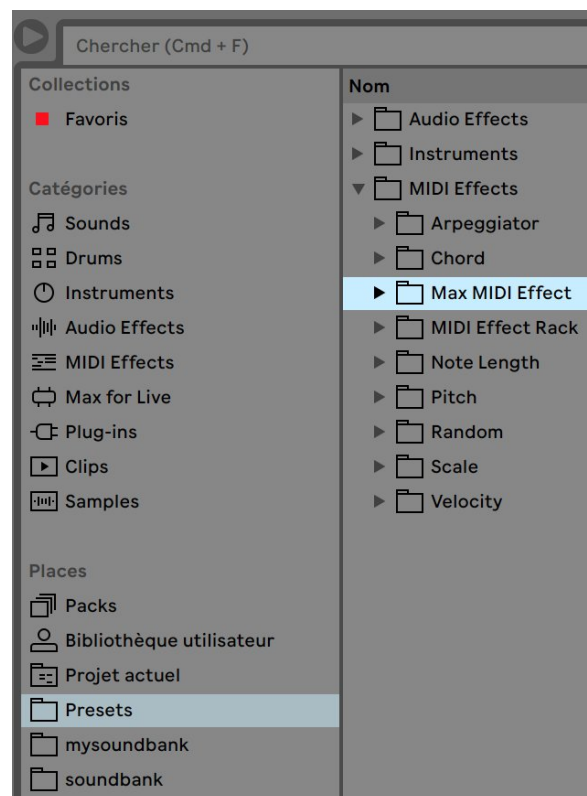 Chercher (Cmd + F)
Collections
Favoris
Catégories
Sounds
Drums
Instruments
Audio Effects
MIDI Effects
Max for Live
Plug-ins
Clips
Samples
Places
Packs
Bibliothèque utilisateur
Projet actuel
Presets
mysoundbank
soundbank
Nom
Audio Effects
Instruments
MIDI Effects
Arpeggiator
Chord
Max MIDI Effect
MIDI Effect Rack
Note Length
Pitch
Random
Scale
Velocity